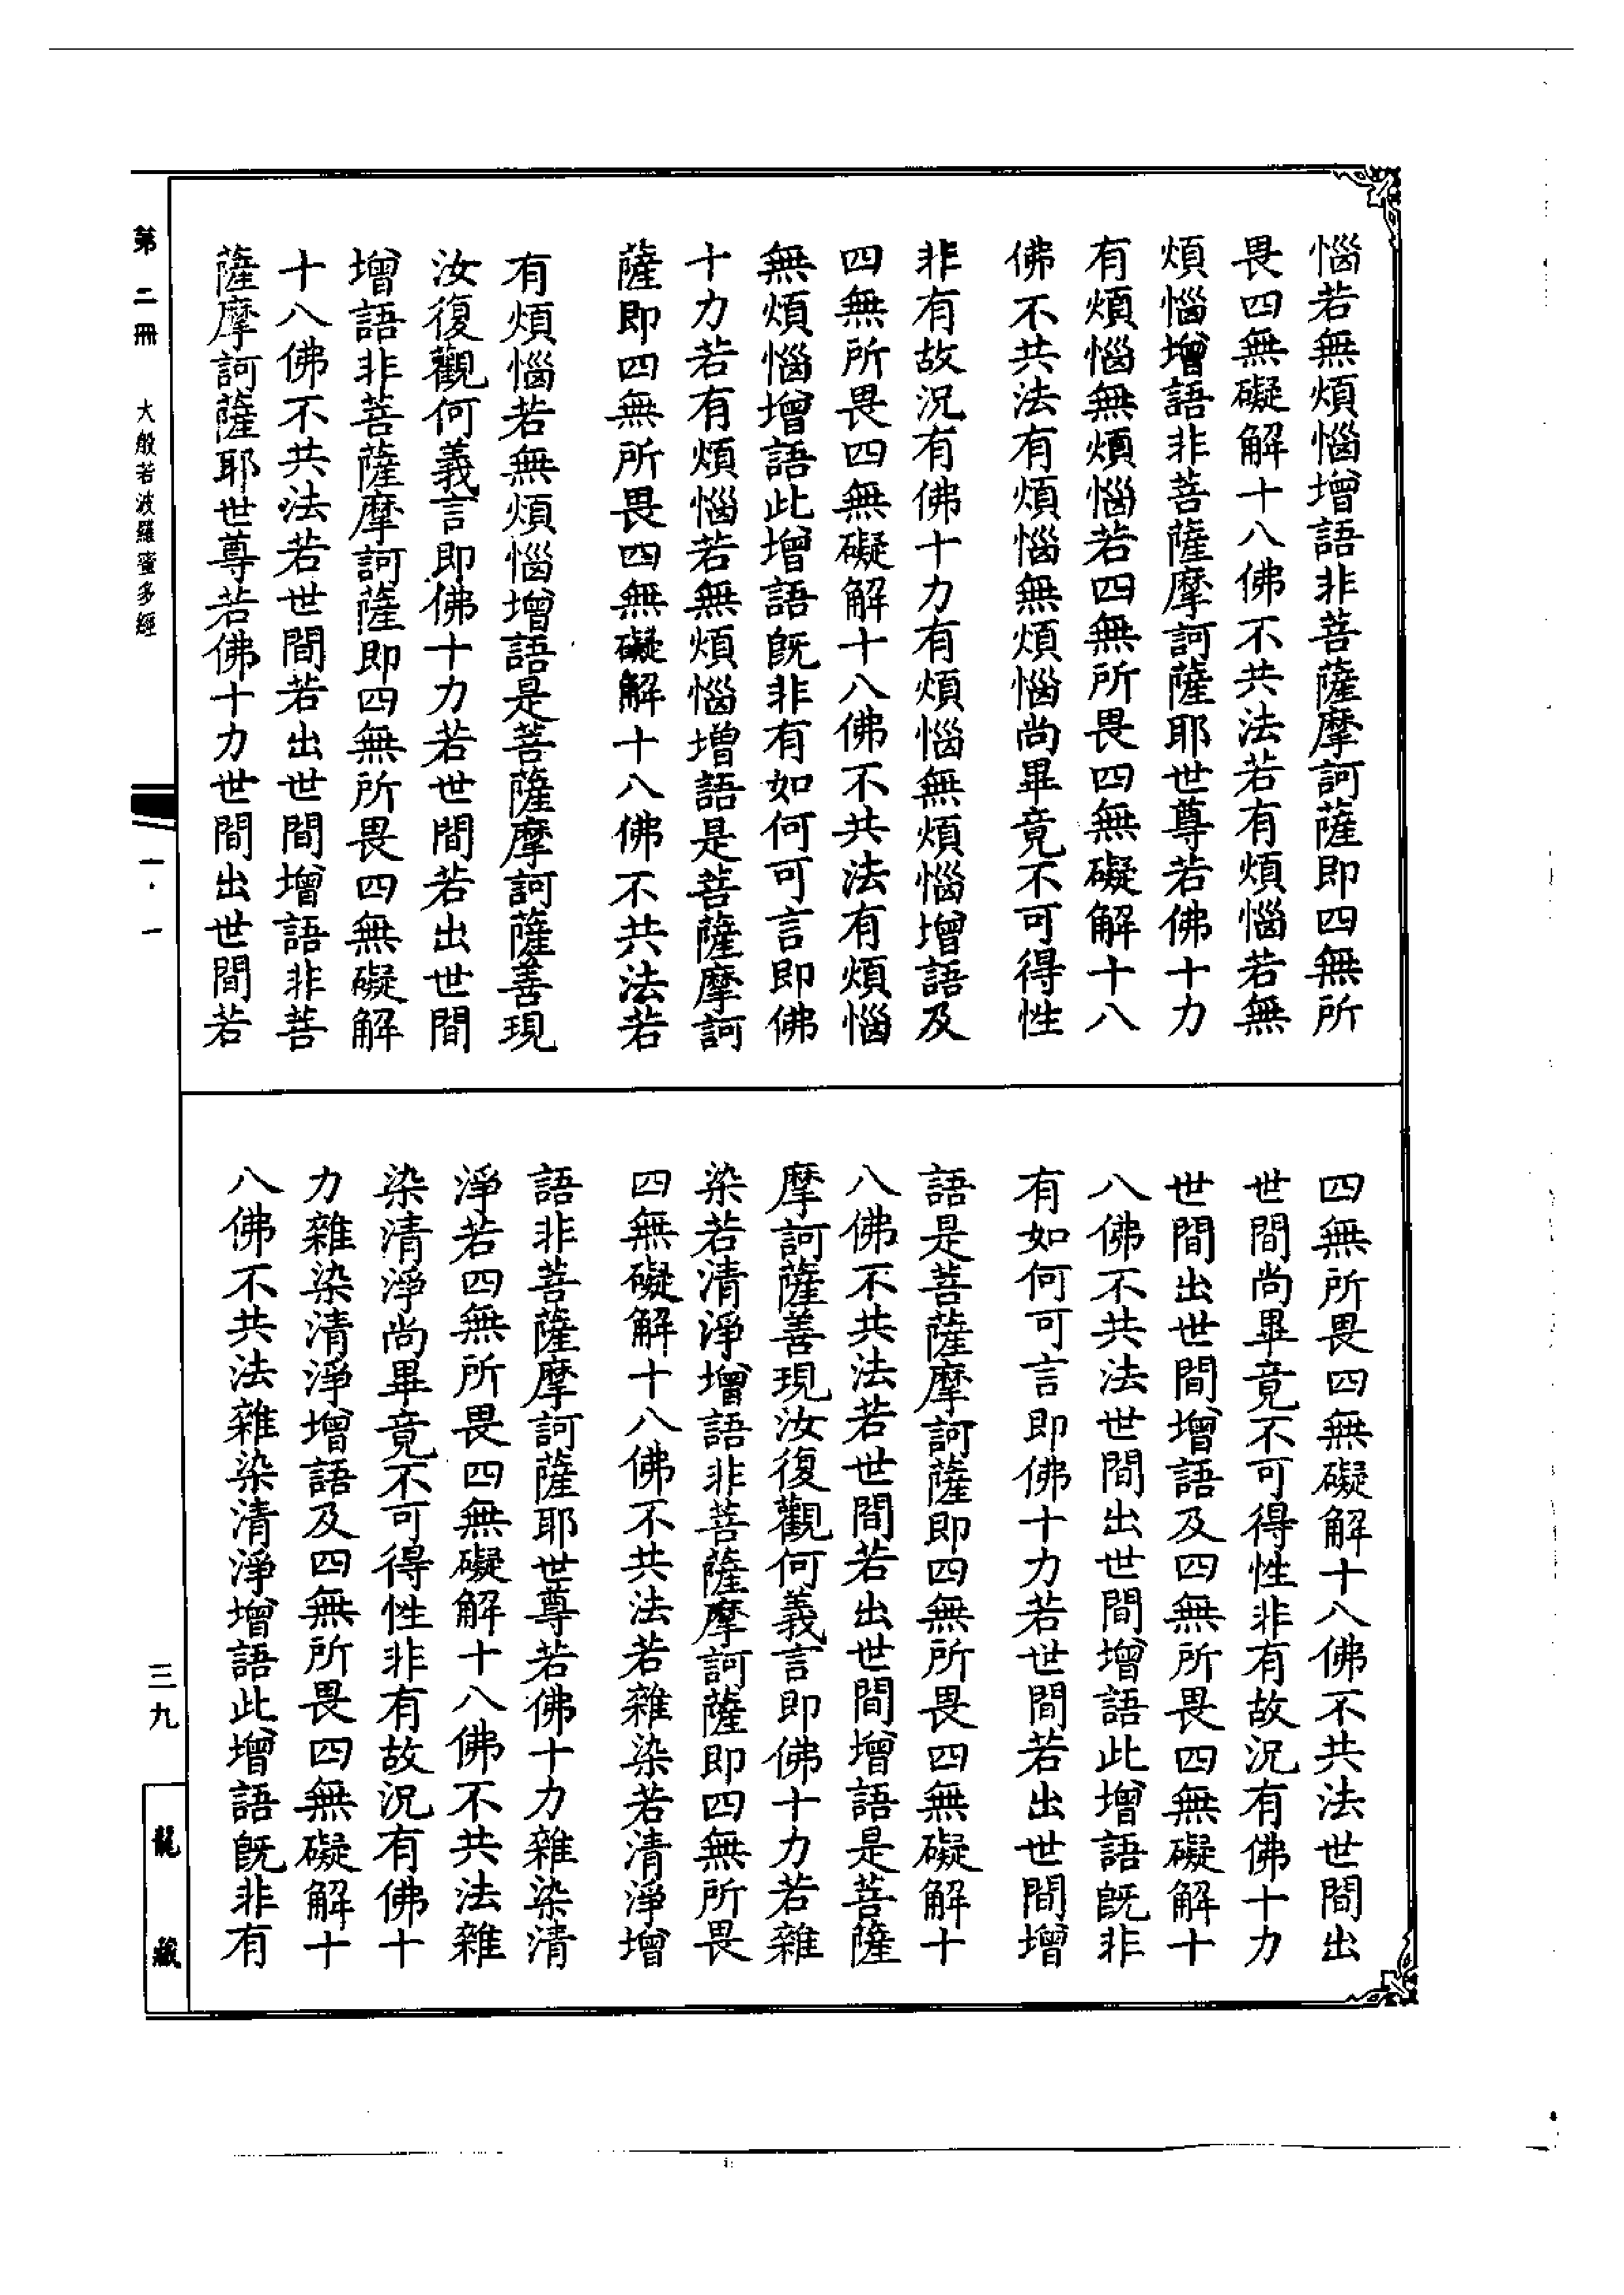 惱若無煩惱增語非菩薩摩訶薩即四無所
畏四無礙解十八佛不共法若有煩惱若無
煩惱增語非菩薩摩訶薩耶世尊若佛十力
有煩惱無煩惱若四無所畏四無礙解十八
佛不共法有煩惱無煩惱尚畢竟不可得性
非有故況有佛十力有煩惱無煩惱增語及
四無所畏四無礙解十八佛不共法有煩惱
無煩惱增語此增語旣非有如何可言即佛
十力若有煩惱若無煩惱增語是菩薩摩訶
薩即四無所畏四無礙解十八佛不共法若
有煩惱若無煩惱增語是菩薩摩訶薩善現
汝復觀何義言即佛十力若世間若出世間
增語非菩薩摩訶薩即四無所畏四無礙解
十八佛不共法若世間若出世間增語非菩
薩摩訶薩耶世尊若佛十力世間出世間若
四無所畏四無礙解十八佛不共法世間出
世間尚畢竟不可得性非有故況有佛十力
世間出世間增語及四無所畏四無礙解十
八佛不共法世間出世間增語此增語旣非
有如何可言即佛十力若世間若出世間增
語是菩薩摩訶薩即四無所畏四無礙解十
八佛不共法若世間若出世間增語是菩薩
摩訶薩善現汝復觀何義言即佛十力若雜
染若清淨增語非菩薩摩訶薩即四無所畏
四無礙解十八佛不共法若雜染若清淨增
語非菩薩摩訶薩耶世尊若佛十力雜染清
淨若四無所畏四無礙解十八佛不共法雜
染清淨尚畢竟不可得性非有故況有佛十
力雜染清淨增語及四無所畏四無礙解十
八佛不共法雜染清淨增語此增語旣非有
第二冊 大般若波羅蜜多經 一·一
三九
龍藏